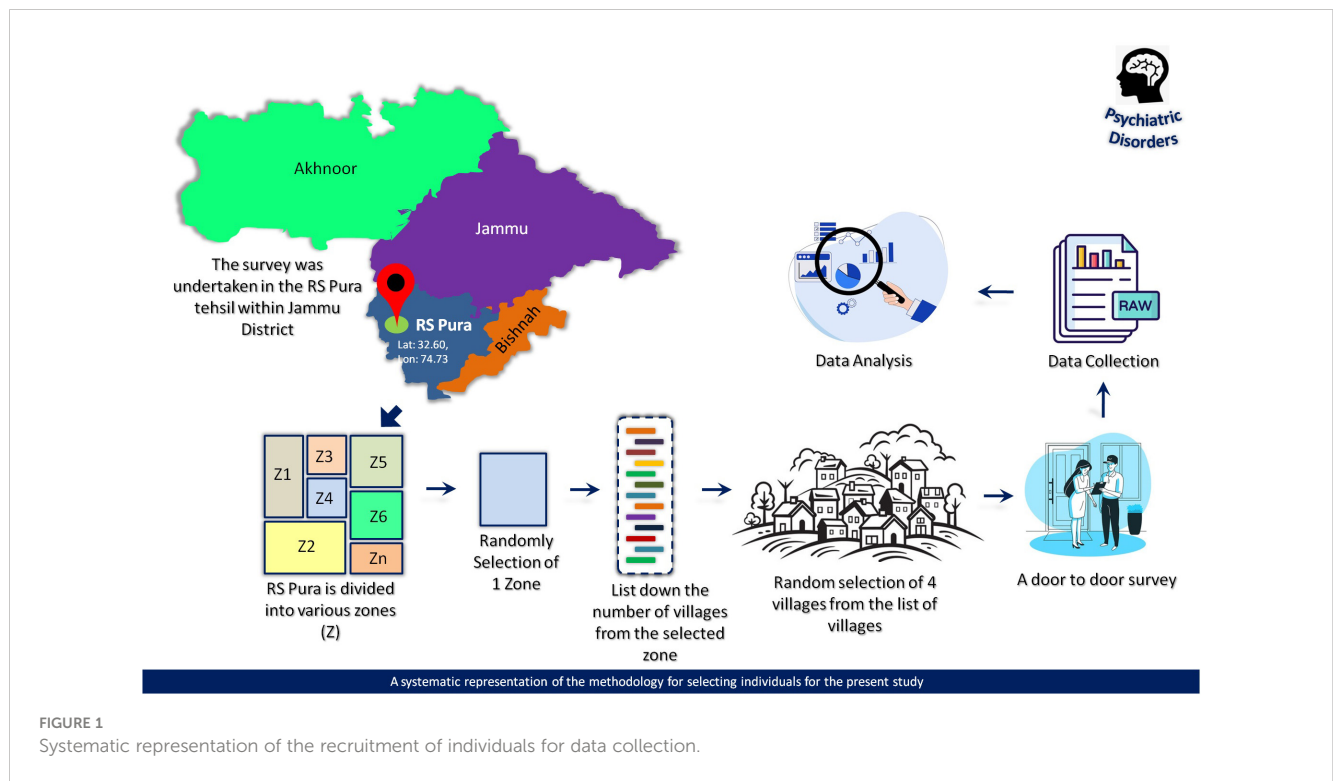 Psychiatric
Disorders
Akhnoor
Jammu
The survey was
undertaken in the RS Pura
tehsil within Jammu
District
RS Pura
Lat: 32.60,
Lon: 74.73
Bishnah
RAW
Data Analysis
Data Collection
Z1
Z3
Z5
Z4
Z6
Z2
Zn
RS Pura is divided
into various zones
(Z)
Randomly
Selection of
1 Zone
List down the
number of villages
from the selected
zone
Random selection of 4
villages from the list of
villages
A door to door survey
A systematic representation of the methodology for selecting individuals for the present study
FIGURE 1
Systematic representation of the recruitment of individuals for data collection.